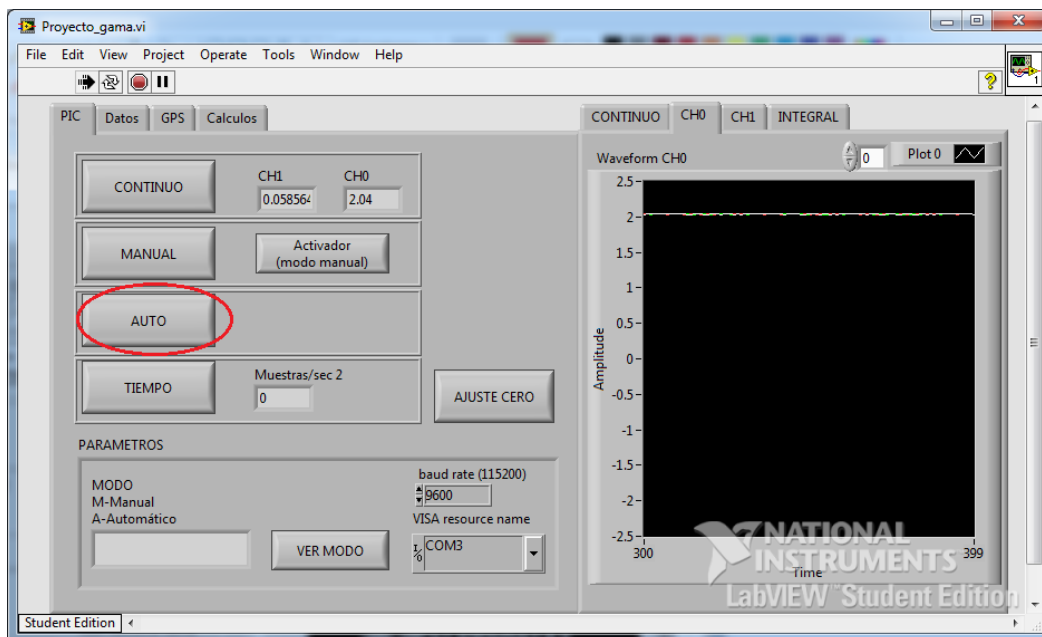 Proyecto_gama.vi
File Edit View Project Operate Tools Window Help
1
PIC Datos GPS Calculos
CONTINUO
CH1 CH0
0.058564 2.04
MANUAL
Activador
(modo manual)
AUTO
TIEMPO
Muestras/sec 2
0
AJUSTE CERO
PARAMETROS
MODO
M-Manual
A-Automático
VER MODO
baud rate (115200)
9600
VISA resource name
I/O COM3
CONTINUO CH0 CH1 INTEGRAL
Waveform CH0
0
Plot 0
2.5
2
1.5
1
0.5
0
-0.5
-1
-1.5
-2
-2.5
Amplitude
300 399
Time
NATIONAL
INSTRUMENTS
LabVIEW™ Student Edition
Student Edition